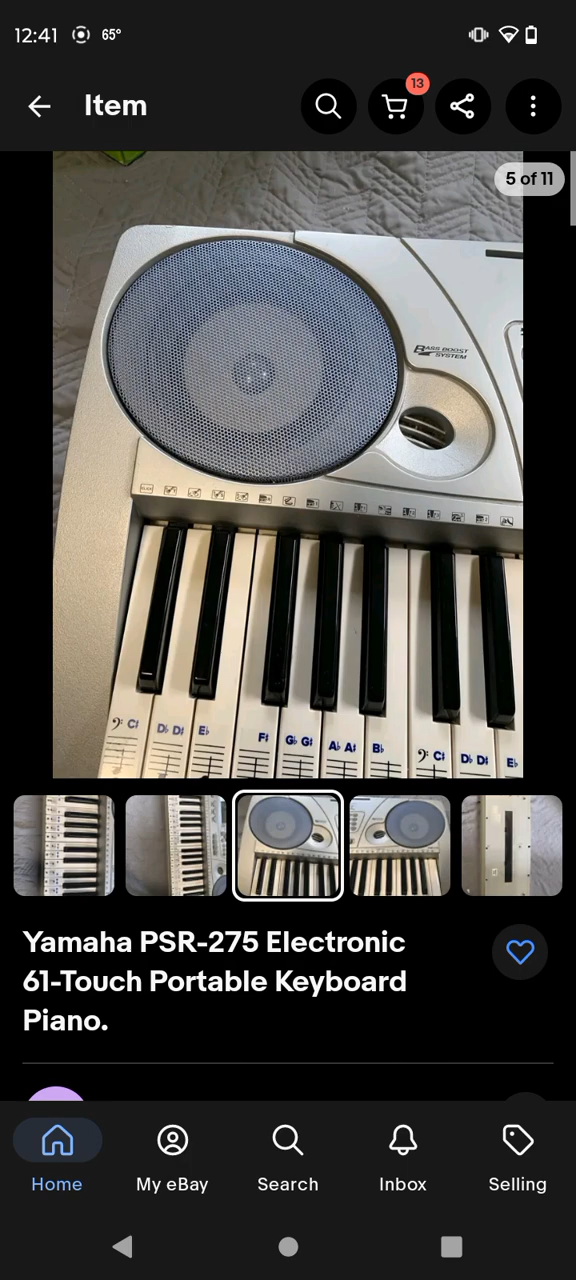 12:41 65°
Item
13
5 of 11
BASS BOOST
SYSTEM
C♯ D♭ D♯ E♭ F♯ G♭ G♯ A♭ A♯ B♭ C♯ D♭ D♯ E♭
Yamaha PSR-275 Electronic
61-Touch Portable Keyboard
Piano.
Home
My eBay
Search
Inbox
Selling